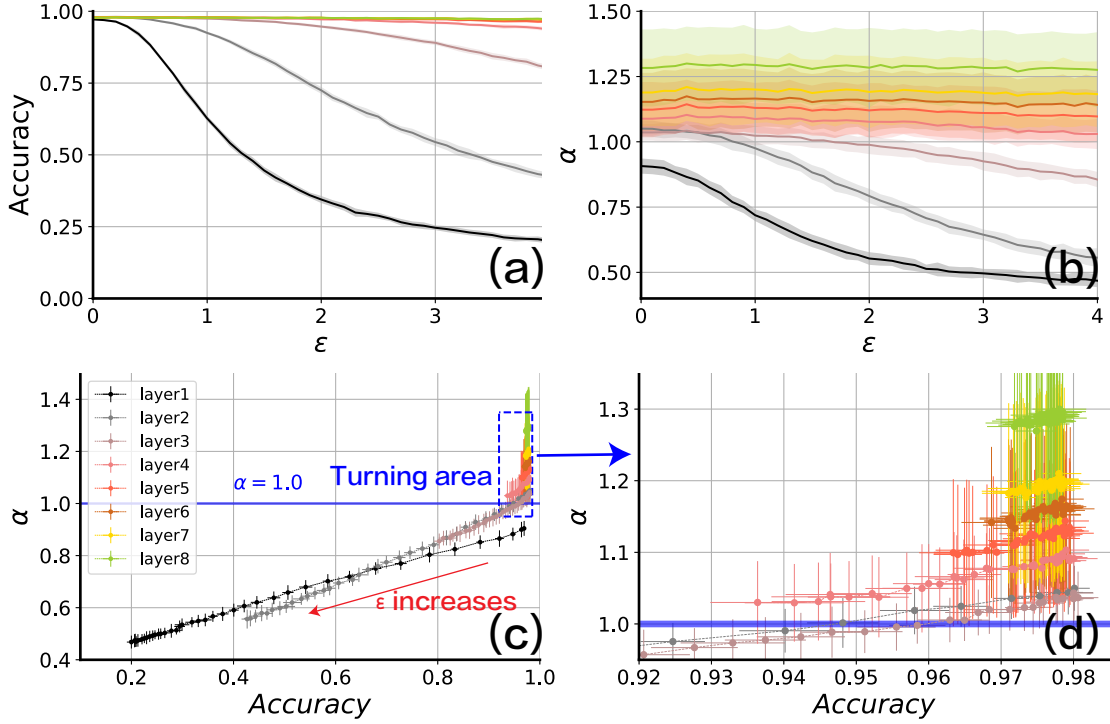 1.00
0.75
0.50
0.25
0.00
Accuracy
0
1
2
3
ε
(a)
1.50
1.25
1.00
0.75
0.50
α
0
1
2
3
4
ε
(b)
1.4
1.2
1.0
0.8
0.6
0.4
α
layer1
layer2
layer3
layer4
layer5
layer6
layer7
layer8
α = 1.0
Turning area
ε increases
(c)
0.2
0.4
0.6
0.8
1.0
Accuracy
1.3
1.2
1.1
1.0
α
(d)
0.92
0.93
0.94
0.95
0.96
0.97
0.98
Accuracy